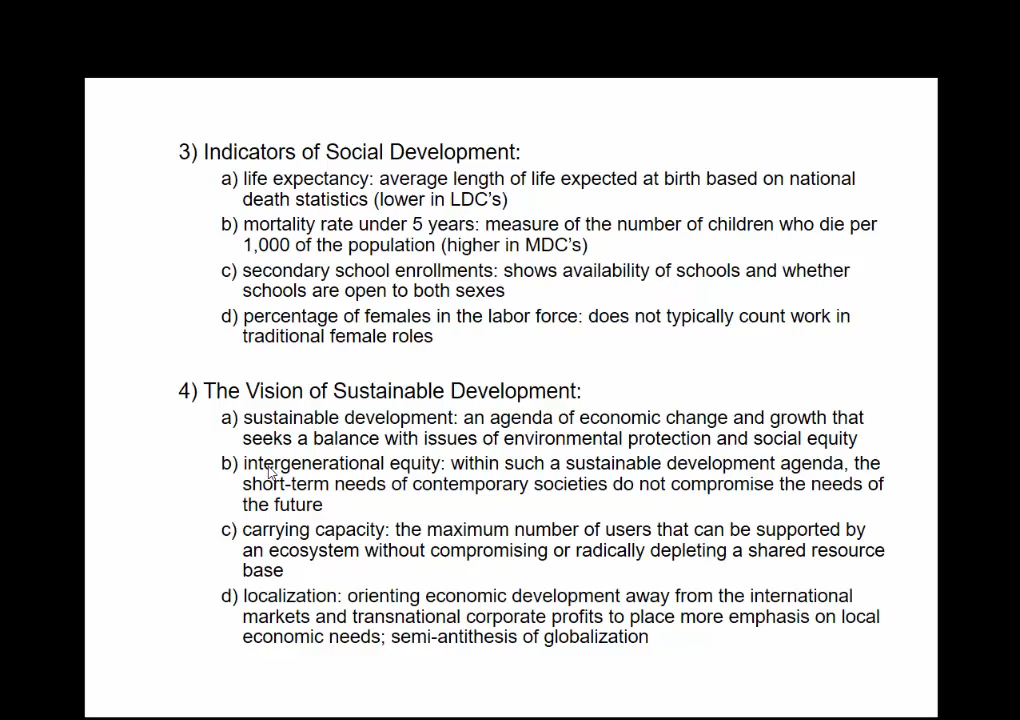 3) Indicators of Social Development:
a) life expectancy: average length of life expected at birth based on national
death statistics (lower in LDC's)
b) mortality rate under 5 years: measure of the number of children who die per
1,000 of the population (higher in MDC's)
c) secondary school enrollments: shows availability of schools and whether
schools are open to both sexes
d) percentage of females in the labor force: does not typically count work in
traditional female roles
4) The Vision of Sustainable Development:
a) sustainable development: an agenda of economic change and growth that
seeks a balance with issues of environmental protection and social equity
b) intergenerational equity: within such a sustainable development agenda, the
short-term needs of contemporary societies do not compromise the needs of
the future
c) carrying capacity: the maximum number of users that can be supported by
an ecosystem without compromising or radically depleting a shared resource
base
d) localization: orienting economic development away from the international
markets and transnational corporate profits to place more emphasis on local
economic needs; semi-antithesis of globalization